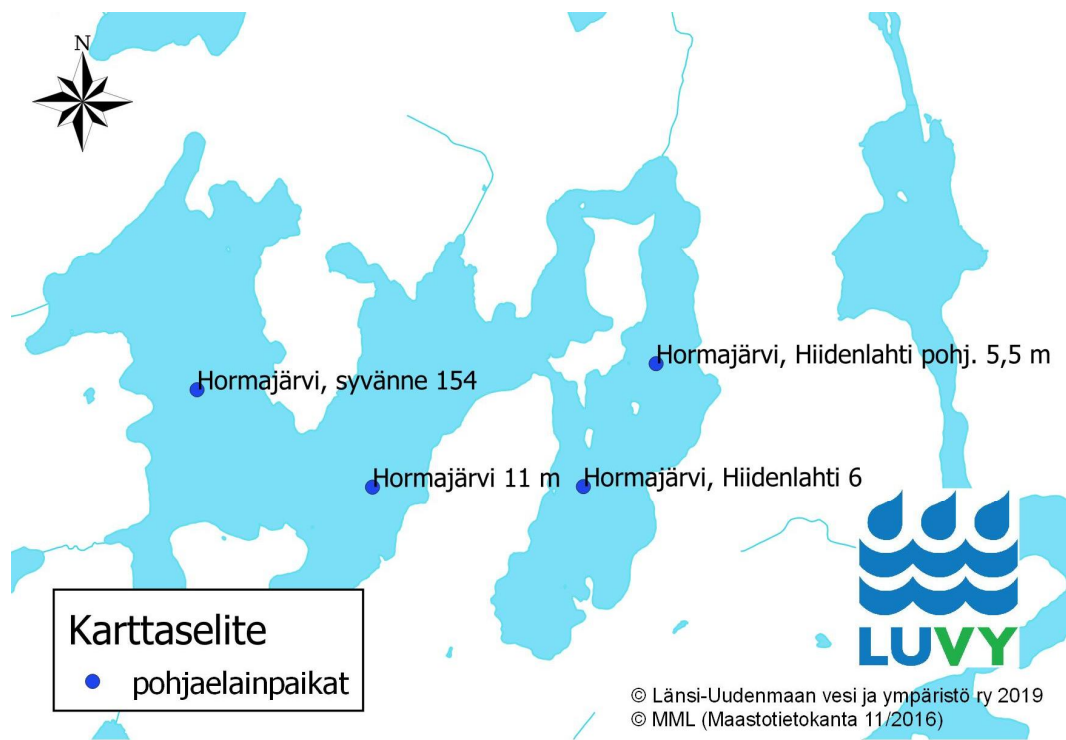 N
Hormajärvi, Hiidenlahti pohj. 5,5 m
Hormajärvi, syvänne 154
Hormajärvi 11 m
Hormajärvi, Hiidenlahti 6
Karttaselite
pohjaelainpaikat
LUVY
© Länsi-Uudenmaan vesi ja ympäristö ry 2019
© MML (Maastotietokanta 11/2016)